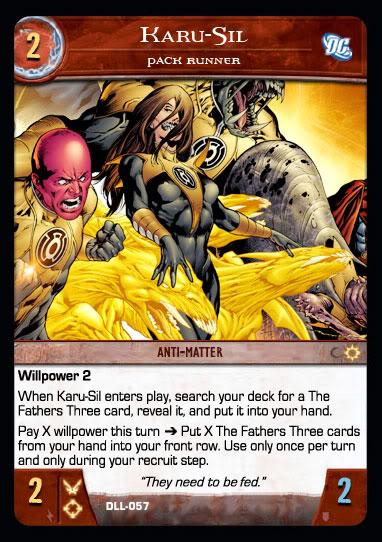 2
KARU-SIL
PACK RUNNER
DC
ANTI-MATTER
Willpower 2
When Karu-Sil enters play, search your deck for a The
Fathers Three card, reveal it, and put it into your hand.
Pay X willpower this turn ➔ Put X The Fathers Three cards
from your hand into your front row. Use only once per turn
and only during your recruit step.
"They need to be fed."
2
DLL-057
2